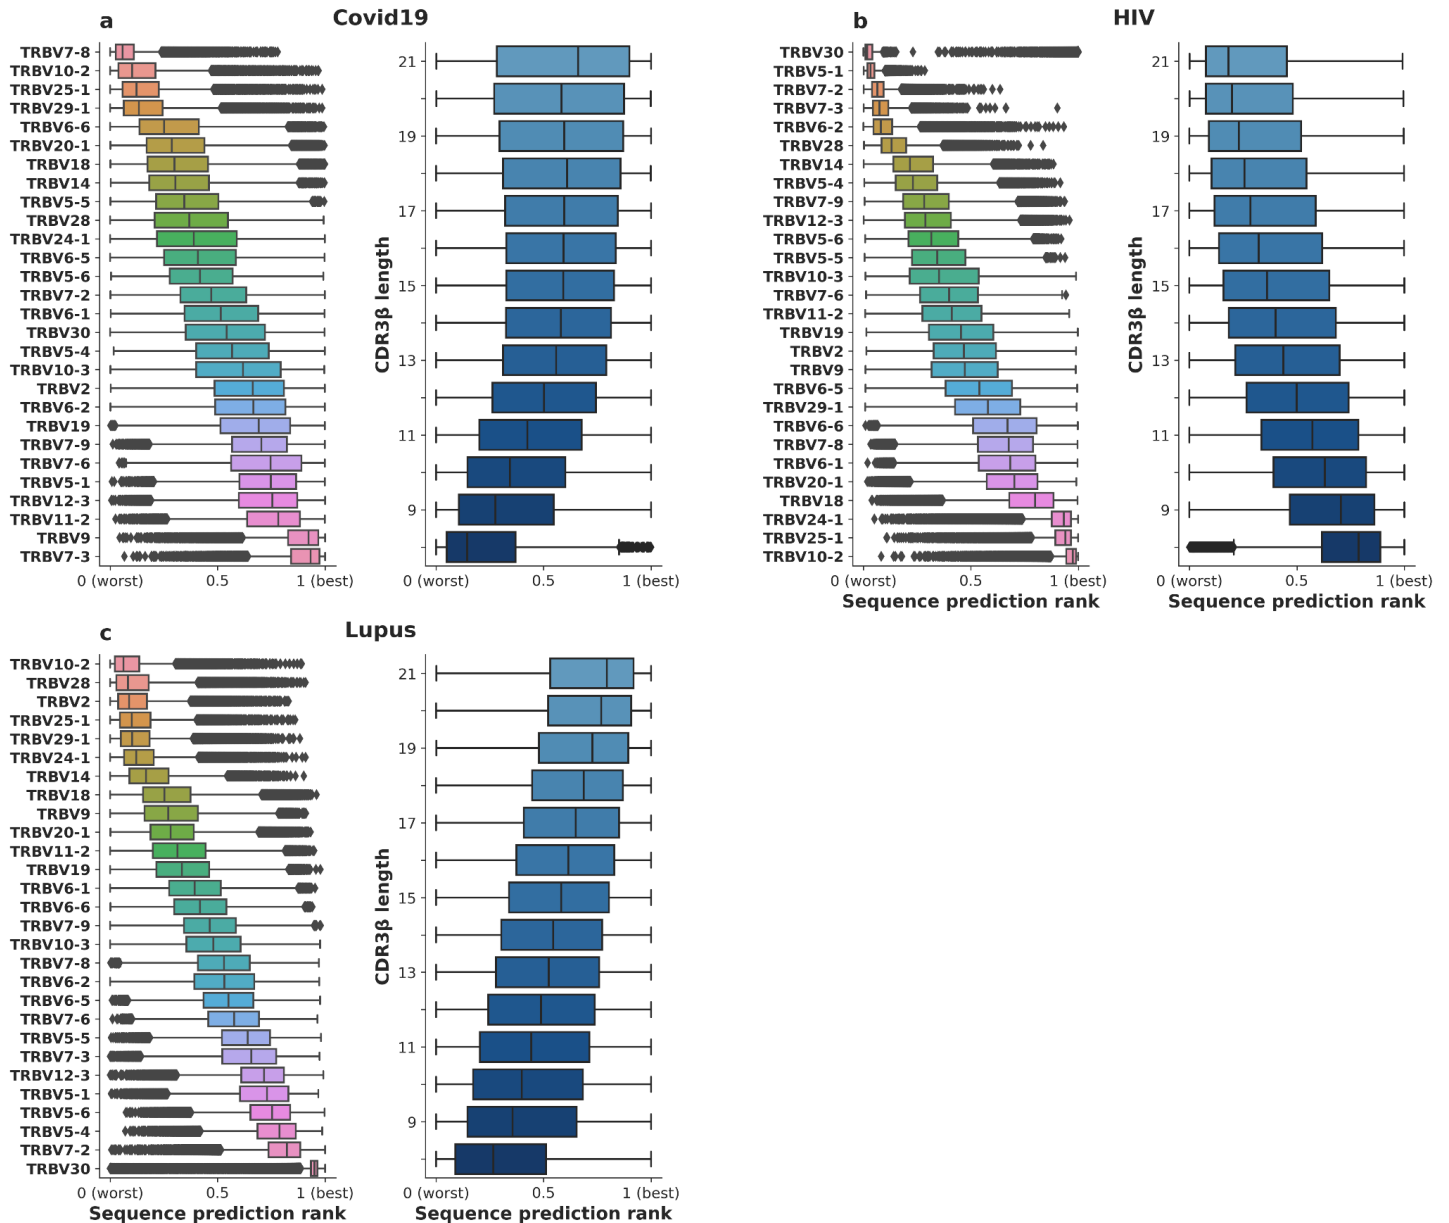 a
Covid19
TRBV7-8
TRBV10-2
TRBV25-1
TRBV29-1
TRBV6-6
TRBV20-1
TRBV18
TRBV14
TRBV5-5
TRBV28
TRBV24-1
TRBV6-5
TRBV5-6
TRBV7-2
TRBV6-1
TRBV30
TRBV5-4
TRBV10-3
TRBV2
TRBV6-2
TRBV19
TRBV7-9
TRBV7-6
TRBV5-1
TRBV12-3
TRBV11-2
TRBV9
TRBV7-3
0 (worst)
0.5
1 (best)
CDR3β length
21
19
17
15
13
11
9
0 (worst)
0.5
1 (best)
Sequence prediction rank
b
HIV
TRBV30
TRBV5-1
TRBV7-2
TRBV7-3
TRBV6-2
TRBV28
TRBV14
TRBV5-4
TRBV7-9
TRBV12-3
TRBV5-6
TRBV5-5
TRBV10-3
TRBV7-6
TRBV11-2
TRBV19
TRBV2
TRBV9
TRBV6-5
TRBV29-1
TRBV6-6
TRBV7-8
TRBV6-1
TRBV20-1
TRBV18
TRBV24-1
TRBV25-1
TRBV10-2
0 (worst)
0.5
1 (best)
Sequence prediction rank
CDR3β length
21
19
17
15
13
11
9
0 (worst)
0.5
1 (best)
Sequence prediction rank
c
Lupus
TRBV10-2
TRBV28
TRBV2
TRBV25-1
TRBV29-1
TRBV24-1
TRBV14
TRBV18
TRBV9
TRBV20-1
TRBV11-2
TRBV19
TRBV6-1
TRBV6-6
TRBV7-9
TRBV10-3
TRBV7-8
TRBV6-2
TRBV6-5
TRBV7-6
TRBV5-5
TRBV7-3
TRBV12-3
TRBV5-1
TRBV5-6
TRBV5-4
TRBV7-2
TRBV30
0 (worst)
0.5
1 (best)
Sequence prediction rank
CDR3β length
21
19
17
15
13
11
9
0 (worst)
0.5
1 (best)
Sequence prediction rank